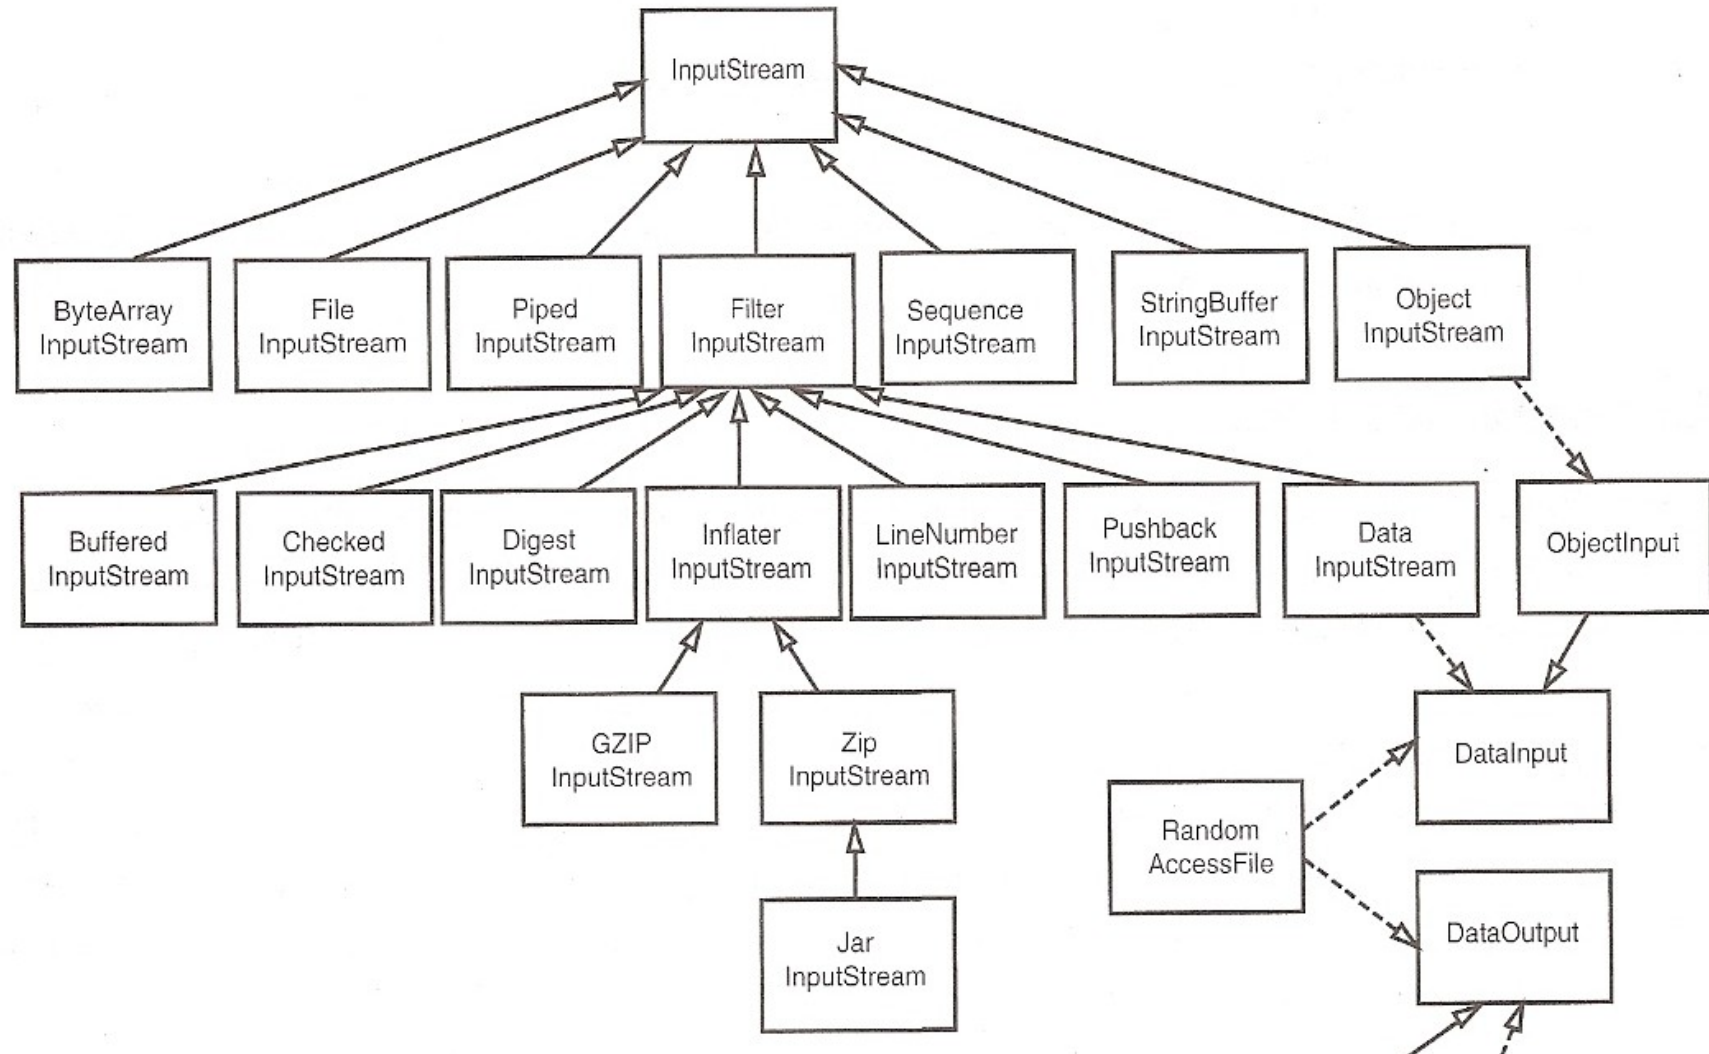 InputStream
ByteArray
InputStream
File
InputStream
Piped
InputStream
Filter
InputStream
Sequence
InputStream
StringBuffer
InputStream
Object
InputStream
Buffered
InputStream
Checked
InputStream
Digest
InputStream
Inflater
InputStream
LineNumber
InputStream
Pushback
InputStream
Data
InputStream
ObjectInput
GZIP
InputStream
Zip
InputStream
DataInput
Random
AccessFile
Jar
InputStream
DataOutput